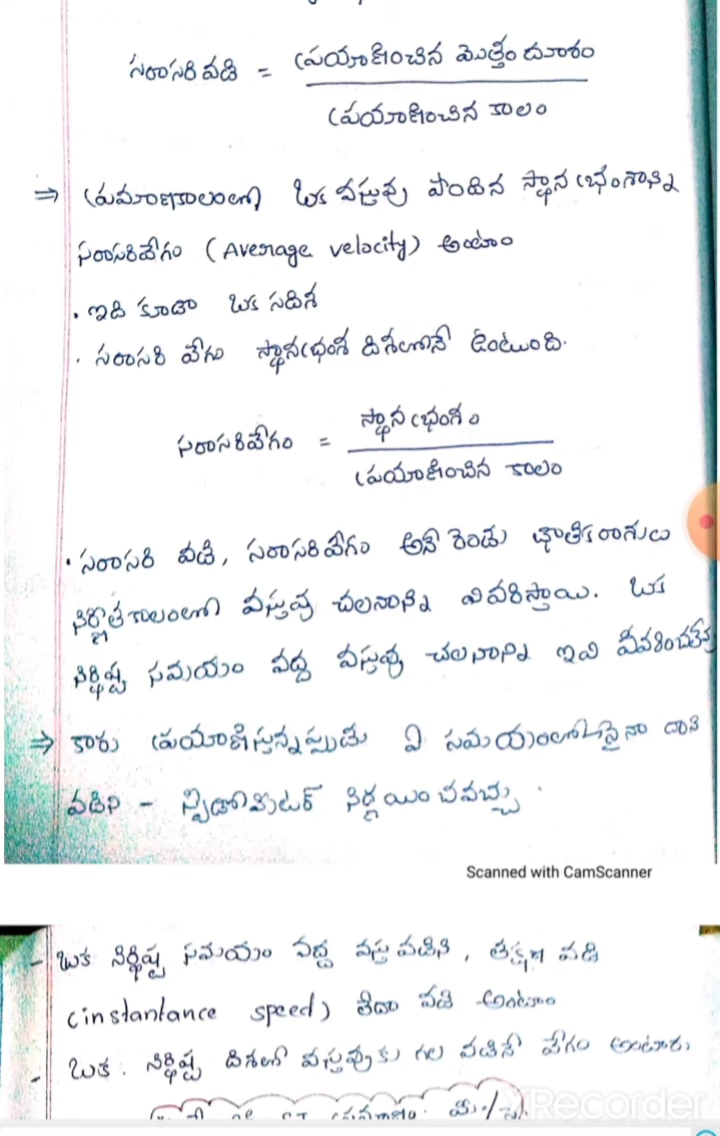 సరాసరి వడి = ప్రయాణించిన మొత్తం దూరం
ప్రయాణించిన కాలం
⇒ ప్రమాణకాలంలో ఒక వస్తువు పొందిన స్థానభ్రంశాన్ని
సరాసరివేగం (Average velocity) అంటాం
. ఇది కూడా ఒక సదిశ
. సరాసరి వేగం స్థానభ్రంశ దిశలోనే ఉంటుంది.
సరాసరివేగం = స్థానభ్రంశం
ప్రయాణించిన కాలం
. సరాసరి వడి, సరాసరివేగం అనే రెండు భౌతికరాశులు
నిర్ణీతకాలంలో వస్తువు చలనాన్ని వివరిస్తాయి. ఒక
నిర్దిష్ట సమయం వద్ద వస్తువు చలనాన్ని ఇవి
⇒ కారు ప్రయాణిస్తున్నప్పుడు ఏ సమయంలోనైనా దాని
వడిని - స్పిడోమీటర్ నిర్ణయించవచ్చు.
Scanned with CamScanner
- ఒక నిర్దిష్ట సమయం వద్ద వస్తు వడిని, తక్షణ వడి
(instantance speed) లేదా వడి అంటాం
- ఒక. నిర్దిష్ట దిశలో వస్తువుకు గల వడినే వేగం అంటారు.
మీ./సె.
Recorder